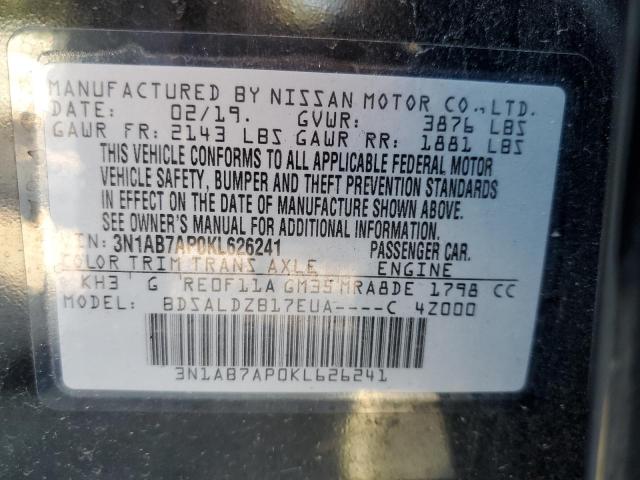 MANUFACTURED BY NISSAN MOTOR CO.,LTD.
DATE: 02/19. GVWR: 3876 LBS
GAWR FR: 2143 LBS GAWR RR: 1881 LBS
THIS VEHICLE CONFORMS TO ALL APPLICABLE FEDERAL MOTOR
VEHICLE SAFETY, BUMPER AND THEFT PREVENTION STANDARDS
IN EFFECT ON THE DATE OF MANUFACTURE SHOWN ABOVE.
SEE OWNER'S MANUAL FOR ADDITIONAL INFORMATION.
VIN: 3N1AB7AP0KL626241 PASSENGER CAR.
COLOR TRIM TRANS AXLE ENGINE
KH3 G RE0F11A GM35 MRA8DE 1798 CC
MODEL: BDSALDZB17EUA----C 4Z000
3N1AB7AP0KL626241